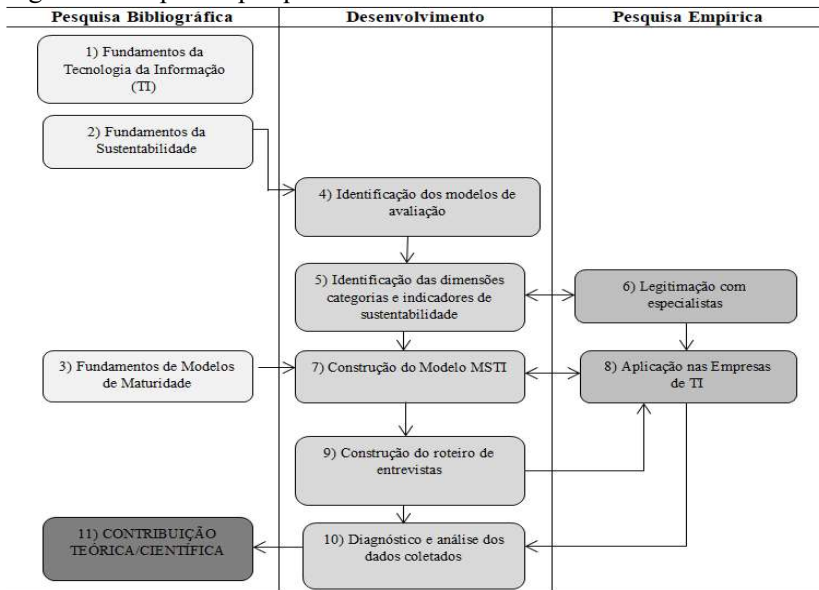 Pesquisa Bibliográfica
Desenvolvimento
Pesquisa Empírica
1) Fundamentos da
Tecnologia da Informação
(TI)
2) Fundamentos da
Sustentabilidade
4) Identificação dos modelos de
avaliação
5) Identificação das dimensões
categorias e indicadores de
sustentabilidade
6) Legitimação com
especialistas
3) Fundamentos de Modelos
de Maturidade
7) Construção do Modelo MSTI
8) Aplicação nas Empresas
de TI
9) Construção do roteiro de
entrevistas
11) CONTRIBUIÇÃO
TEÓRICA/CIENTÍFICA
10) Diagnóstico e análise dos
dados coletados